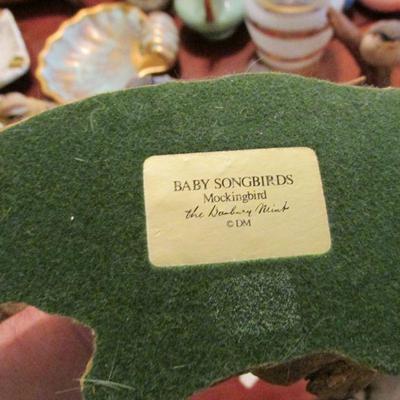 BABY SONGBIRDS
Mockingbird
the Danbury Mint
© DM